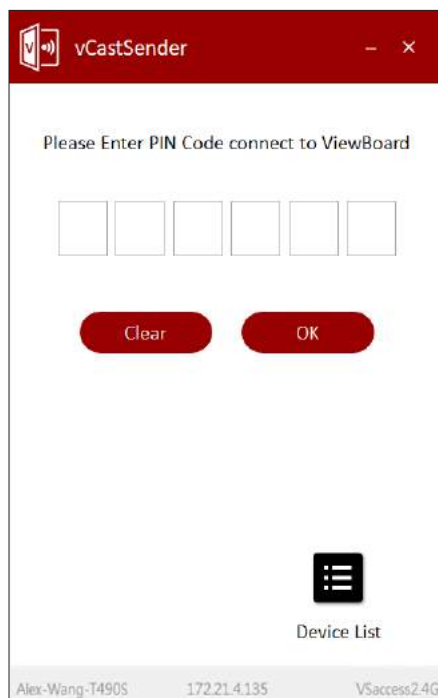 vCastSender
Please Enter PIN Code connect to ViewBoard
Clear OK
Device List
Alex-Wang-T490S 172.21.4.135 VSaccess2.4G